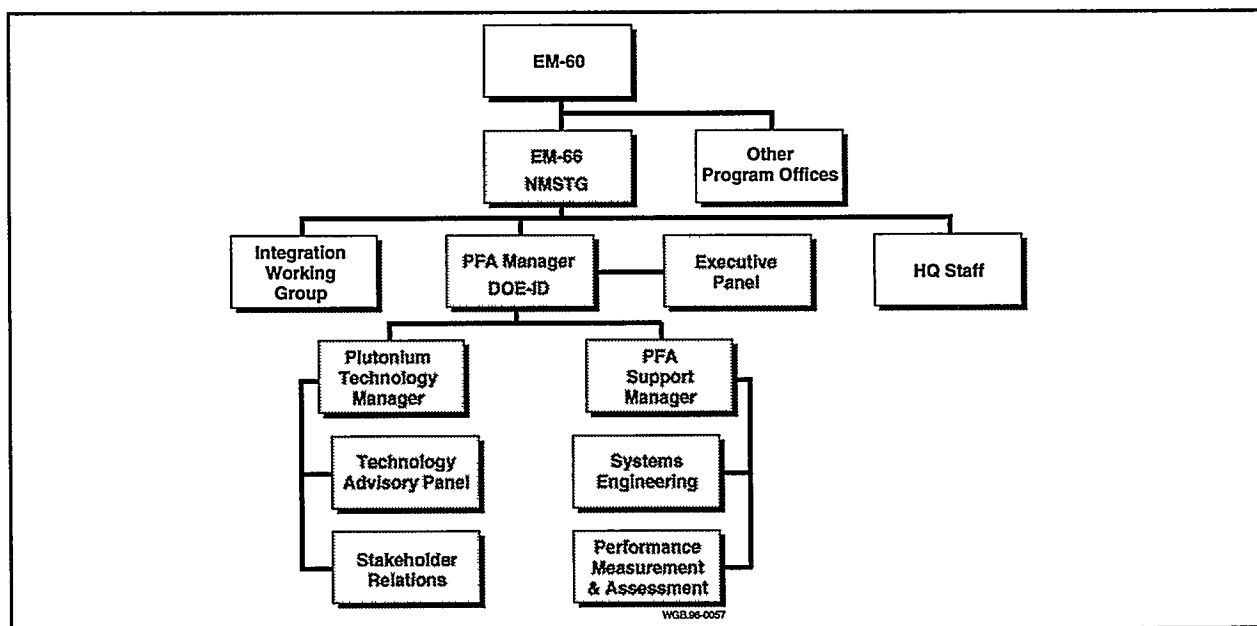 EM-60
EM-66
NMSTG
Other
Program Offices
Integration
Working
Group
PFA Manager
DOE-ID
Executive
Panel
HQ Staff
Plutonium
Technology
Manager
PFA
Support
Manager
Technology
Advisory Panel
Systems
Engineering
Stakeholder
Relations
Performance
Measurement
& Assessment
WGB.96-0057